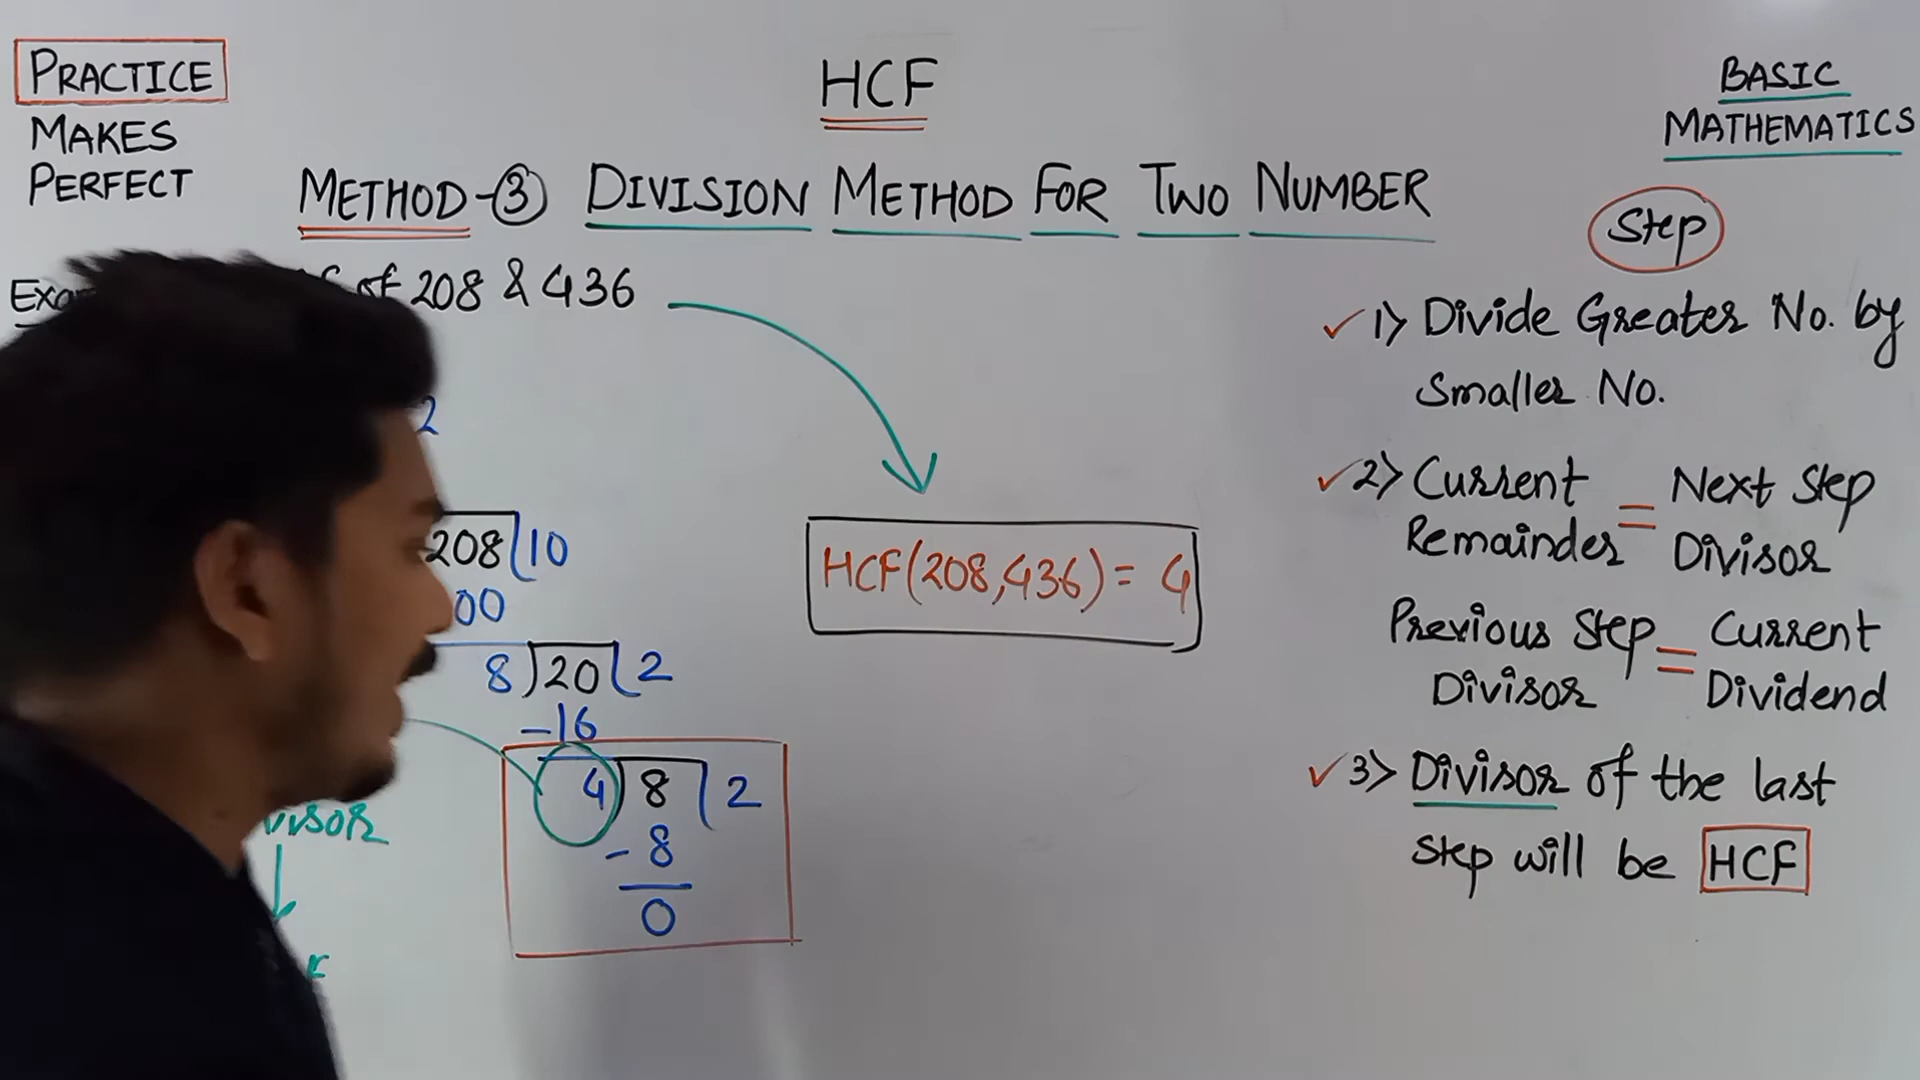 PRACTICE
MAKES
PERFECT
HCF
BASIC
MATHEMATICS
METHOD-③ DIVISION METHOD FOR TWO NUMBER
of 208 & 436
2
208 10
00
8 20 2
-16
4 8 2
-8
0
HCF(208,436) = 4
Step
✓ 1> Divide Greater No. by
Smaller No.
✓ 2> Current Remainder = Next Step Divisor
Previous Step Divisor = Current Dividend
✓ 3> Divisor of the last
step will be HCF